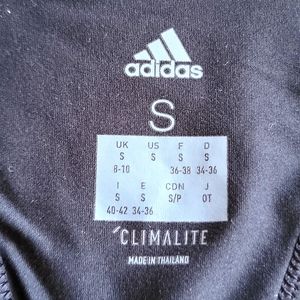 adidas
S
UK US F D
S S S S
8-10 36-38 34-36
I E CDN J
S S S/P OT
40-42 34-36
CLIMALITE
MADE IN THAILAND